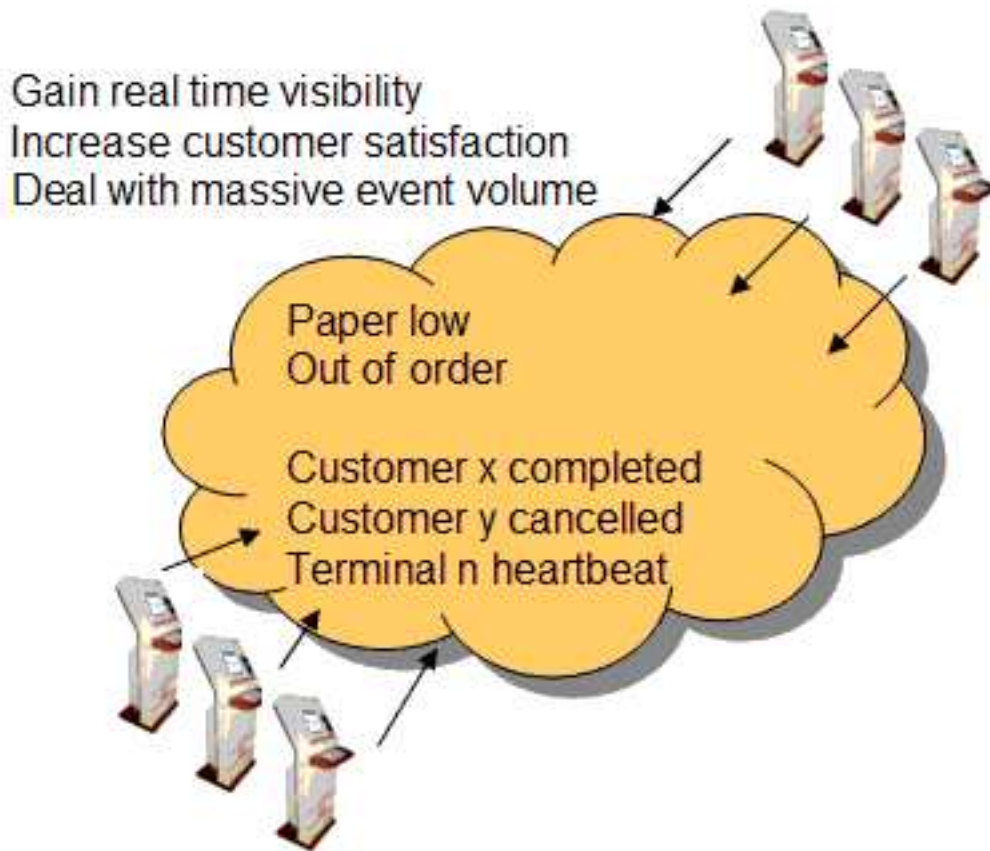 Gain real time visibility
Increase customer satisfaction
Deal with massive event volume
Paper low
Out of order
Customer x completed
Customer y cancelled
Terminal n heartbeat